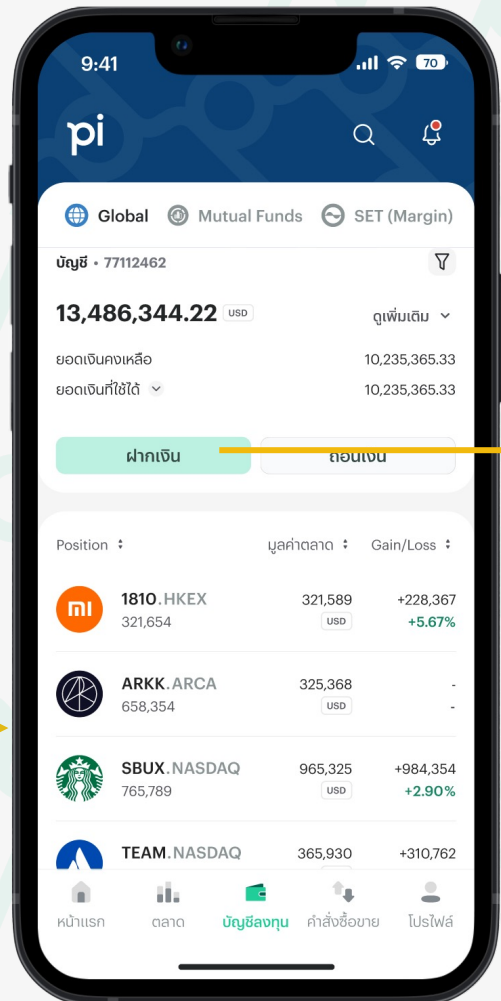 9:41
70
pi
Global Mutual Funds SET (Margin)
บัญชี • 77112462
13,486,344.22 USD ดูเพิ่มเติม
ยอดเงินคงเหลือ 10,235,365.33
ยอดเงินที่ใช้ได้ 10,235,365.33
ฝากเงิน ถอนเงิน
Position มูลค่าตลาด Gain/Loss
1810.HKEX 321,589 +228,367
321,654 USD +5.67%
ARKK.ARCA 325,368 -
658,354 USD -
SBUX.NASDAQ 965,325 +984,354
765,789 USD +2.90%
TEAM.NASDAQ 365,930 +310,762
หน้าแรก ตลาด บัญชีลงทุน คำสั่งซื้อขาย โปรไฟล์